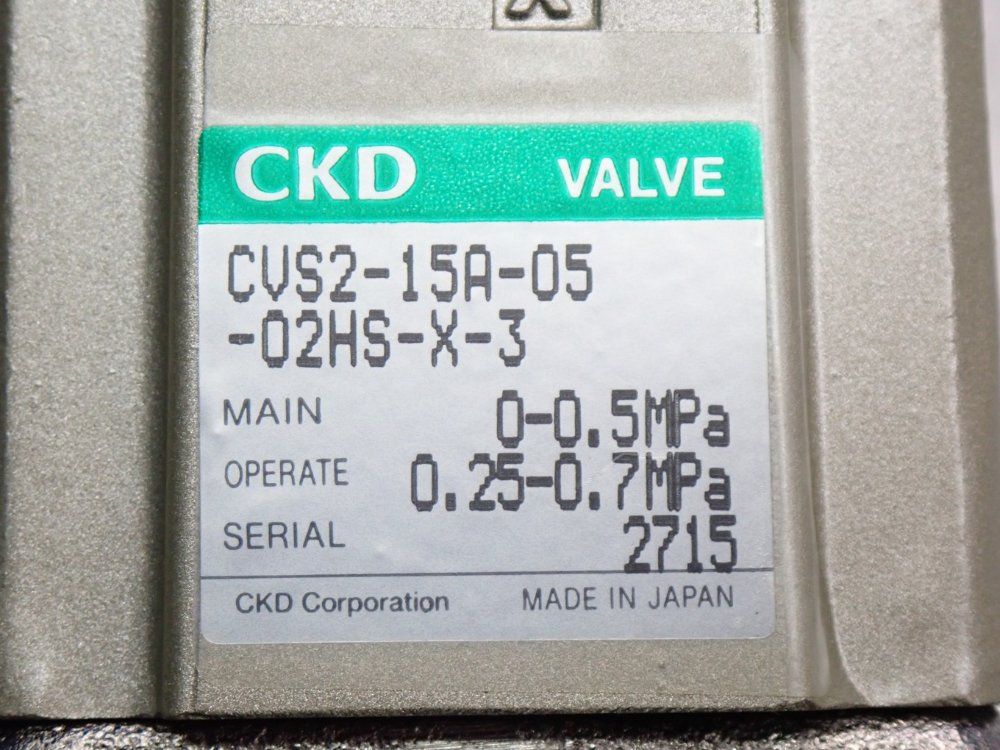 X
CKD VALVE
CVS2-15A-05
-02HS-X-3
MAIN 0-0.5MPa
OPERATE 0.25-0.7MPa
SERIAL 2715
CKD Corporation MADE IN JAPAN